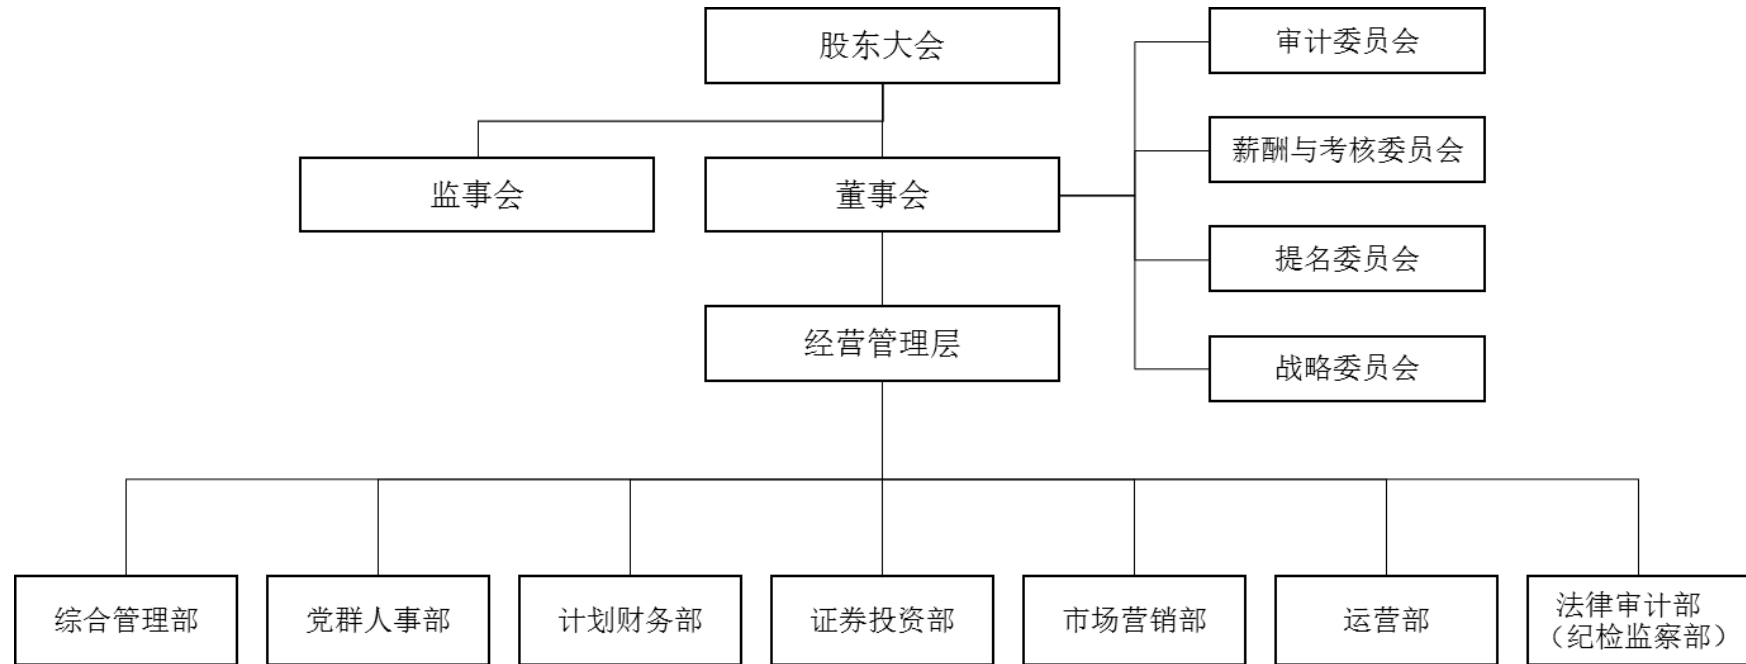 股东大会
审计委员会
薪酬与考核委员会
监事会
董事会
提名委员会
经营管理层
战略委员会
综合管理部
党群人事部
计划财务部
证券投资部
市场营销部
运营部
法律审计部
（纪检监察部）